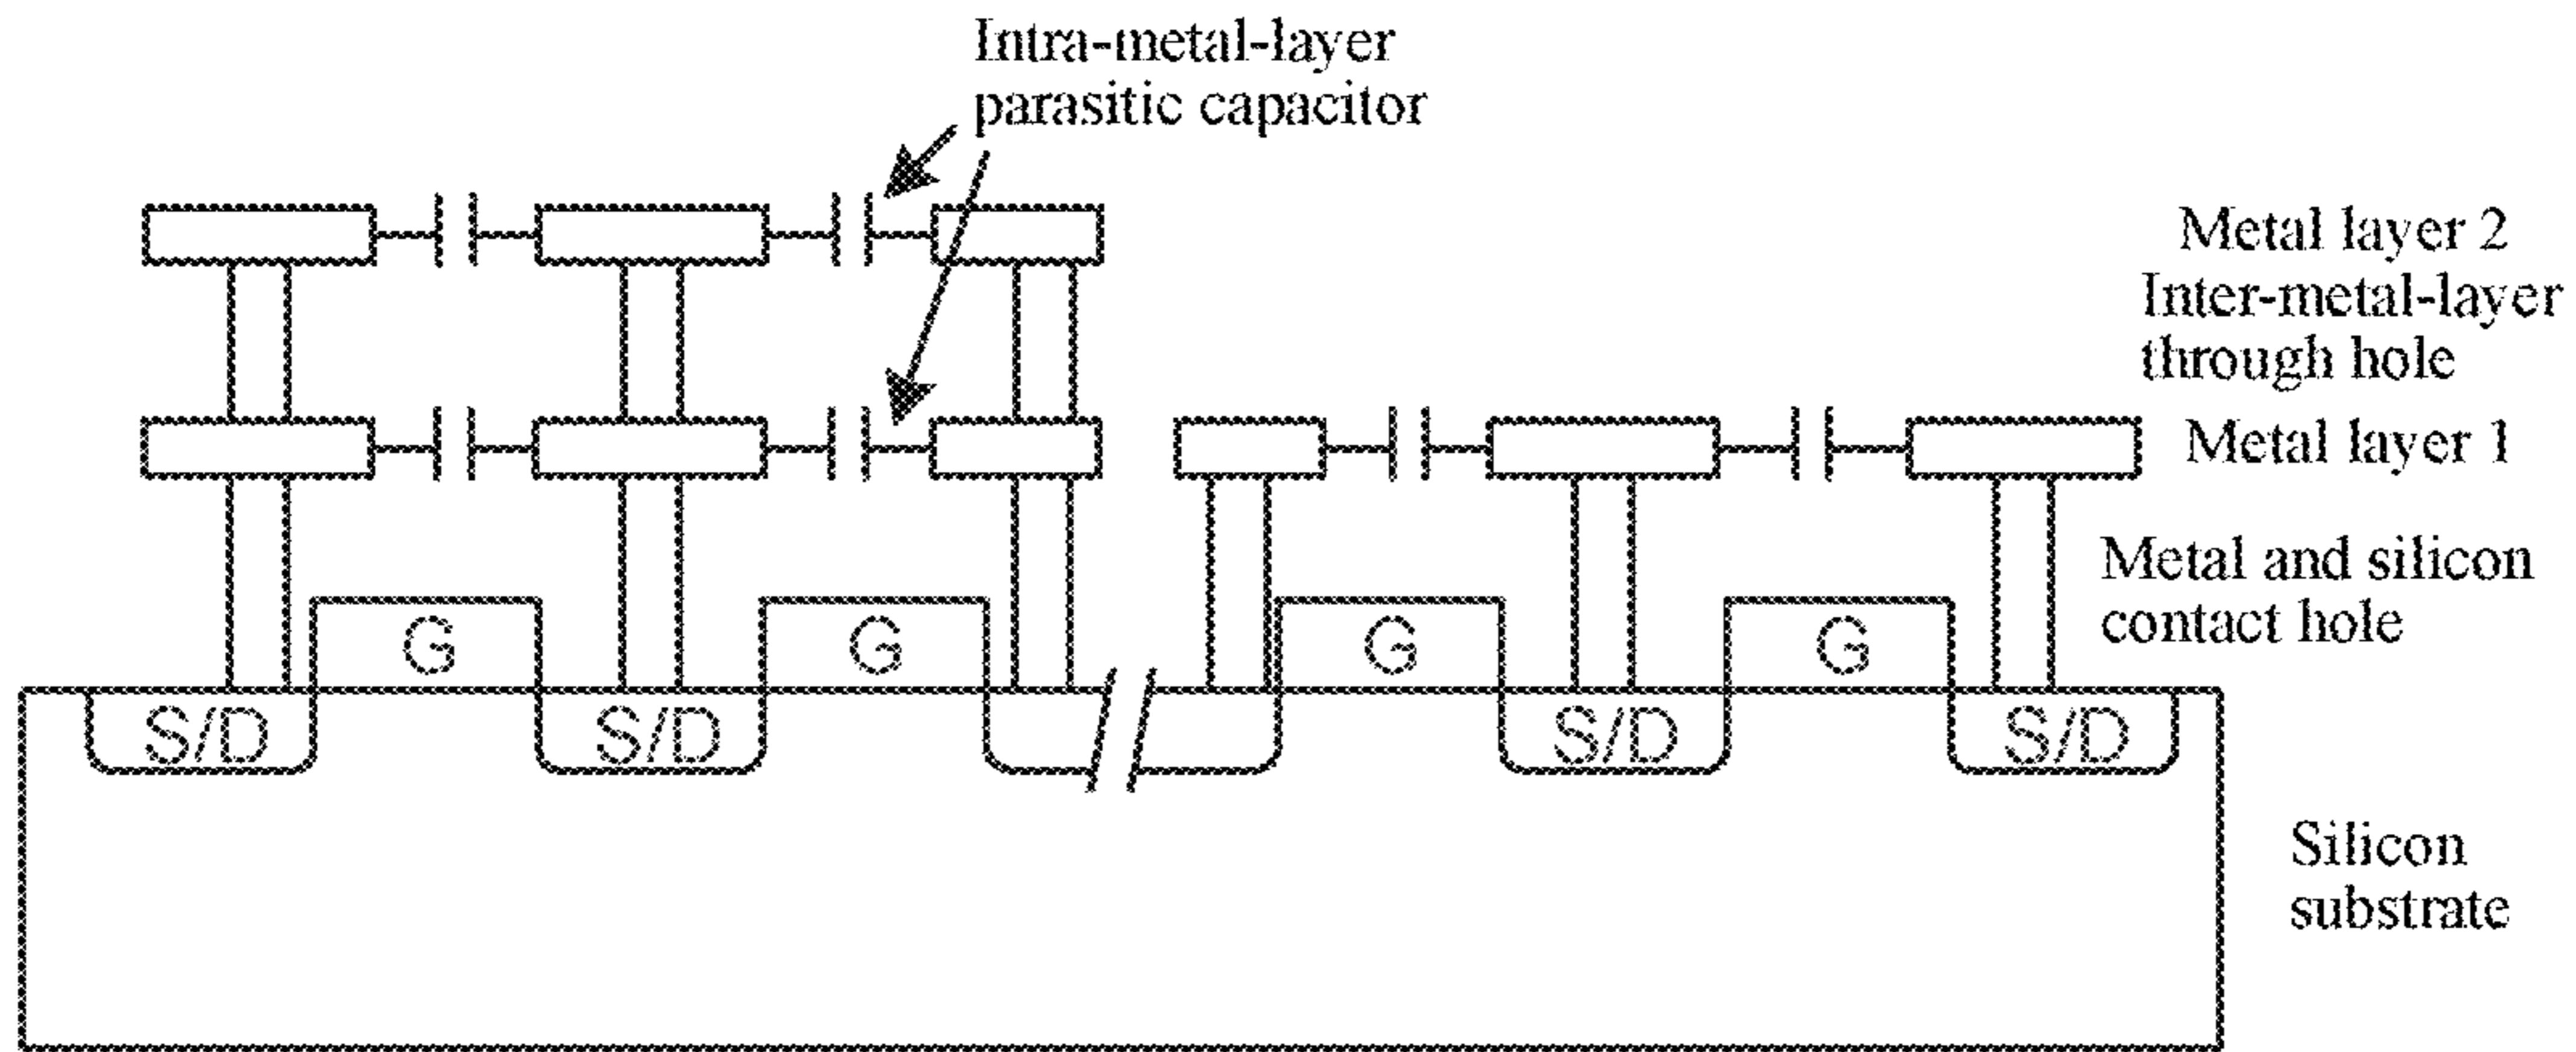 Intra-metal-layer
parasitic capacitor
Metal layer 2
Inter-metal-layer
through hole
Metal layer 1
Metal and silicon
contact hole
G G G G
S/D S/D S/D S/D
Silicon
substrate